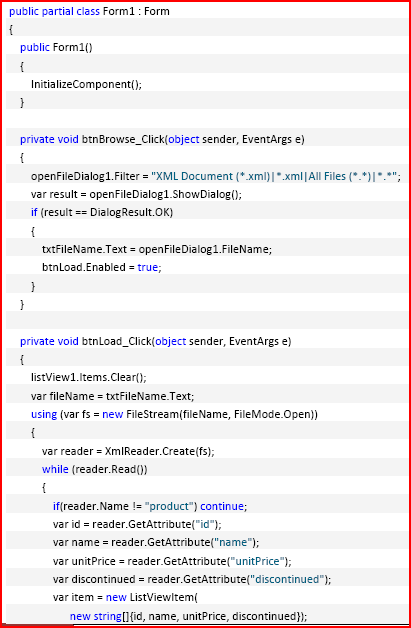 public partial class Form1 : Form
{
public Form1()
{
InitializeComponent();
}
private void btnBrowse_Click(object sender, EventArgs e)
{
openFileDialog1.Filter = "XML Document (*.xml)|*.xml|All Files (*.*)|*.*";
var result = openFileDialog1.ShowDialog();
if (result == DialogResult.OK)
{
txtFileName.Text = openFileDialog1.FileName;
btnLoad.Enabled = true;
}
}
private void btnLoad_Click(object sender, EventArgs e)
{
listView1.Items.Clear();
var fileName = txtFileName.Text;
using (var fs = new FileStream(fileName, FileMode.Open))
{
var reader = XmlReader.Create(fs);
while (reader.Read())
{
if(reader.Name != "product") continue;
var id = reader.GetAttribute("id");
var name = reader.GetAttribute("name");
var unitPrice = reader.GetAttribute("unitPrice");
var discontinued = reader.GetAttribute("discontinued");
var item = new ListViewItem(
new string[]{id, name, unitPrice, discontinued});